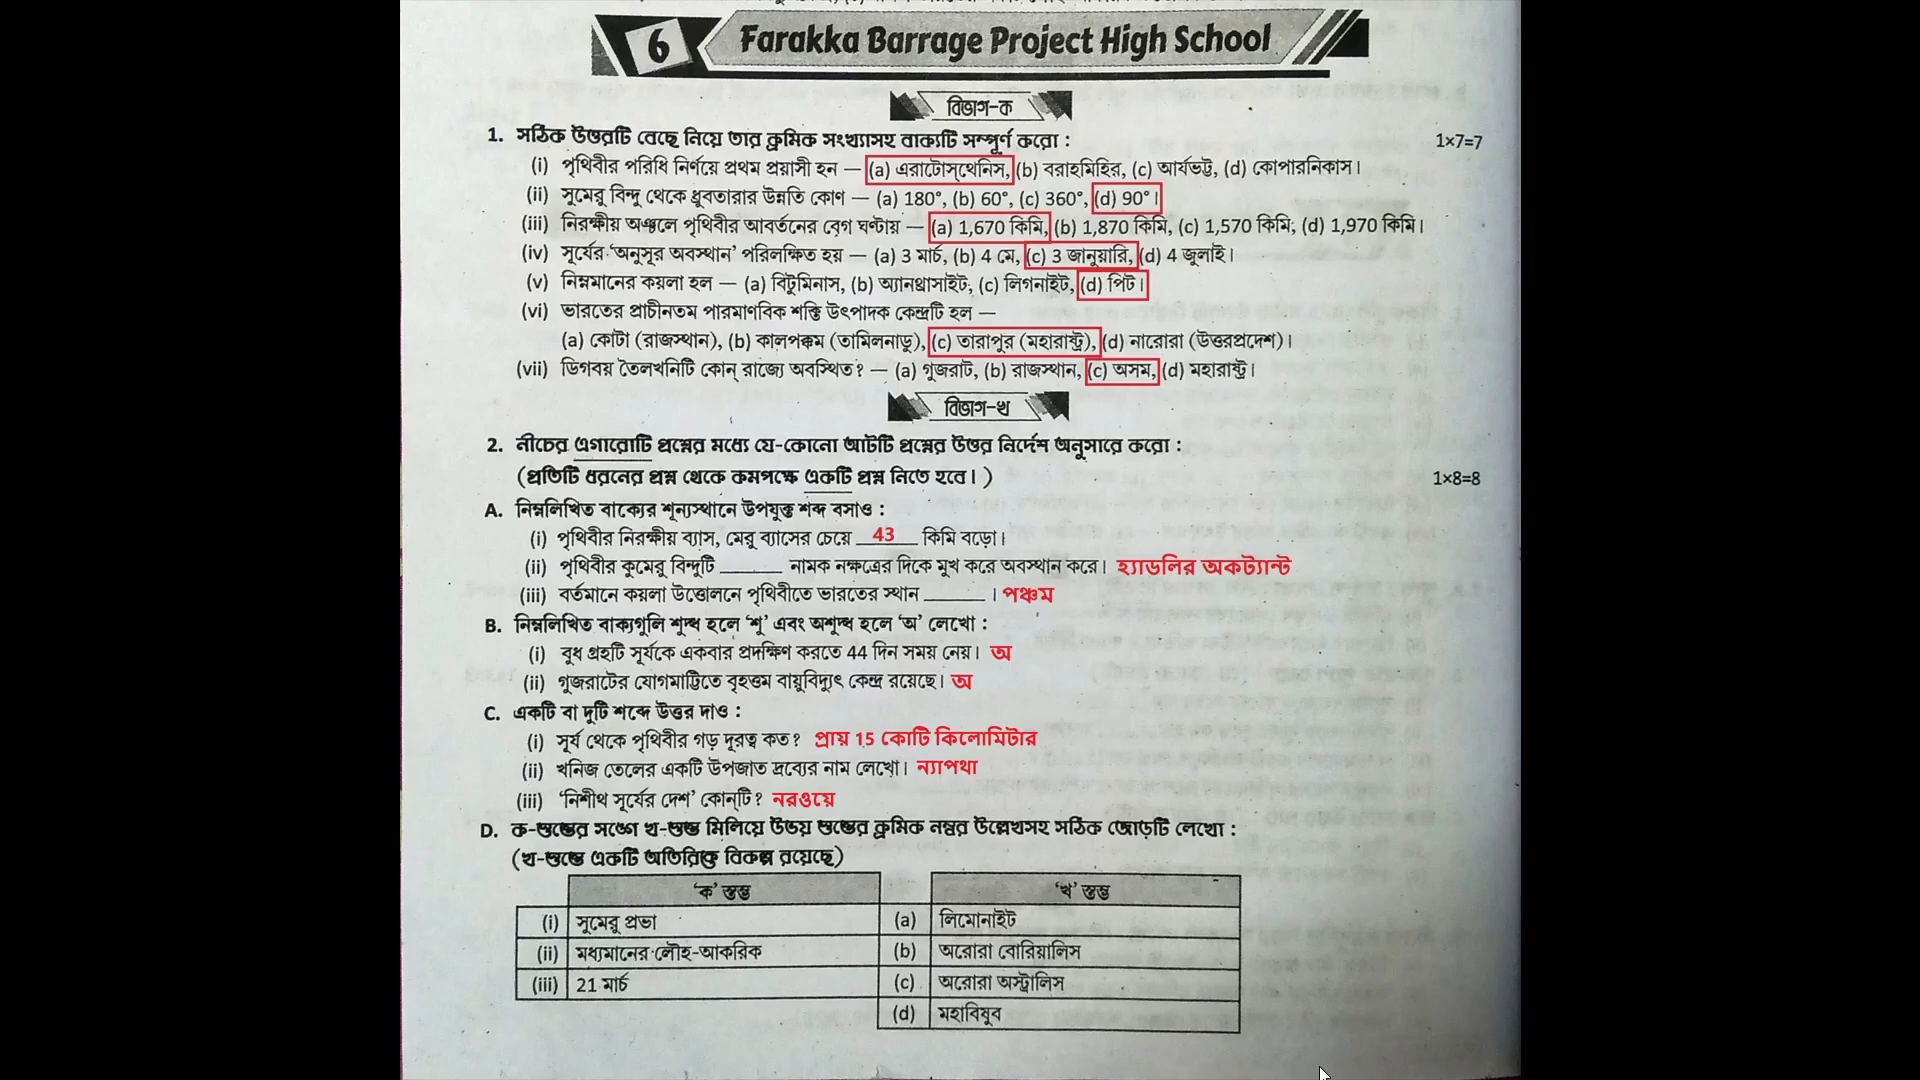 6 Farakka Barrage Project High School
বিভাগ-ক
1. সঠিক উত্তরটি বেছে নিয়ে তার ক্রমিক সংখ্যাসহ বাক্যটি সম্পূর্ণ করো : 1×7=7
(i) পৃথিবীর পরিধি নির্ণয়ে প্রথম প্রয়াসী হন — (a) এরাটোস্‌থেনিস, (b) বরাহমিহির, (c) আর্যভট্ট, (d) কোপারনিকাস।
(ii) সুমেরু বিন্দু থেকে ধ্রুবতারার উন্নতি কোণ — (a) 180°, (b) 60°, (c) 360°, (d) 90°।
(iii) নিরক্ষীয় অঞ্চলে পৃথিবীর আবর্তনের বেগ ঘণ্টায় — (a) 1,670 কিমি, (b) 1,870 কিমি, (c) 1,570 কিমি, (d) 1,970 কিমি।
(iv) সূর্যের ‘অনুসূর অবস্থান’ পরিলক্ষিত হয় — (a) 3 মার্চ, (b) 4 মে, (c) 3 জানুয়ারি, (d) 4 জুলাই।
(v) নিম্নমানের কয়লা হল — (a) বিটুমিনাস, (b) অ্যানথ্রাসাইট, (c) লিগনাইট, (d) পিট।
(vi) ভারতের প্রাচীনতম পারমাণবিক শক্তি উৎপাদক কেন্দ্রটি হল —
(a) কোটা (রাজস্থান), (b) কালপক্কম (তামিলনাড়ু), (c) তারাপুর (মহারাষ্ট্র), (d) নারোরা (উত্তরপ্রদেশ)।
(vii) ডিগবয় তৈলখনিটি কোন্ রাজ্যে অবস্থিত? — (a) গুজরাট, (b) রাজস্থান, (c) অসম, (d) মহারাষ্ট্র।
বিভাগ-খ
2. নীচের এগারোটি প্রশ্নের মধ্যে যে-কোনো আটটি প্রশ্নের উত্তর নির্দেশ অনুসারে করো :
(প্রতিটি ধরনের প্রশ্ন থেকে কমপক্ষে একটি প্রশ্ন নিতে হবে।) 1×8=8
A. নিম্নলিখিত বাক্যের শূন্যস্থানে উপযুক্ত শব্দ বসাও :
(i) পৃথিবীর নিরক্ষীয় ব্যাস, মেরু ব্যাসের চেয়ে 43 কিমি বড়ো।
(ii) পৃথিবীর কুমেরু বিন্দুটি ______ নামক নক্ষত্রের দিকে মুখ করে অবস্থান করে। হ্যাডলির অকট্যান্ট
(iii) বর্তমানে কয়লা উত্তোলনে পৃথিবীতে ভারতের স্থান ______ । পঞ্চম
B. নিম্নলিখিত বাক্যগুলি শুদ্ধ হলে ‘শু’ এবং অশুদ্ধ হলে ‘অ’ লেখো :
(i) বুধ গ্রহটি সূর্যকে একবার প্রদক্ষিণ করতে 44 দিন সময় নেয়। অ
(ii) গুজরাটের যোগমাট্টিতে বৃহত্তম বায়ুবিদ্যুৎ কেন্দ্র রয়েছে। অ
C. একটি বা দুটি শব্দে উত্তর দাও :
(i) সূর্য থেকে পৃথিবীর গড় দূরত্ব কত? প্রায় 15 কোটি কিলোমিটার
(ii) খনিজ তেলের একটি উপজাত দ্রব্যের নাম লেখো। ন্যাপথা
(iii) ‘নিশীথ সূর্যের দেশ’ কোন্‌টি? নরওয়ে
D. ক-স্তম্ভের সঙ্গে খ-স্তম্ভ মিলিয়ে উভয় স্তম্ভের ক্রমিক নম্বর উল্লেখসহ সঠিক জোড়টি লেখো :
(খ-স্তম্ভে একটি অতিরিক্ত বিকল্প রয়েছে)
‘ক’ স্তম্ভ ‘খ’ স্তম্ভ
(i) সুমেরু প্রভা (a) লিমোনাইট
(ii) মধ্যমানের লৌহ-আকরিক (b) অরোরা বোরিয়ালিস
(iii) 21 মার্চ (c) অরোরা অস্ট্রালিস
(d) মহাবিষুব